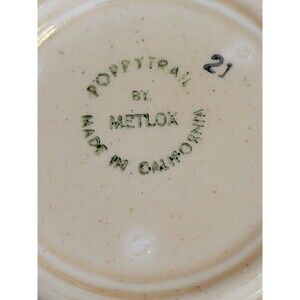 POPPYTRAIL
21
BY
METLOX
MADE IN CALIFORNIA